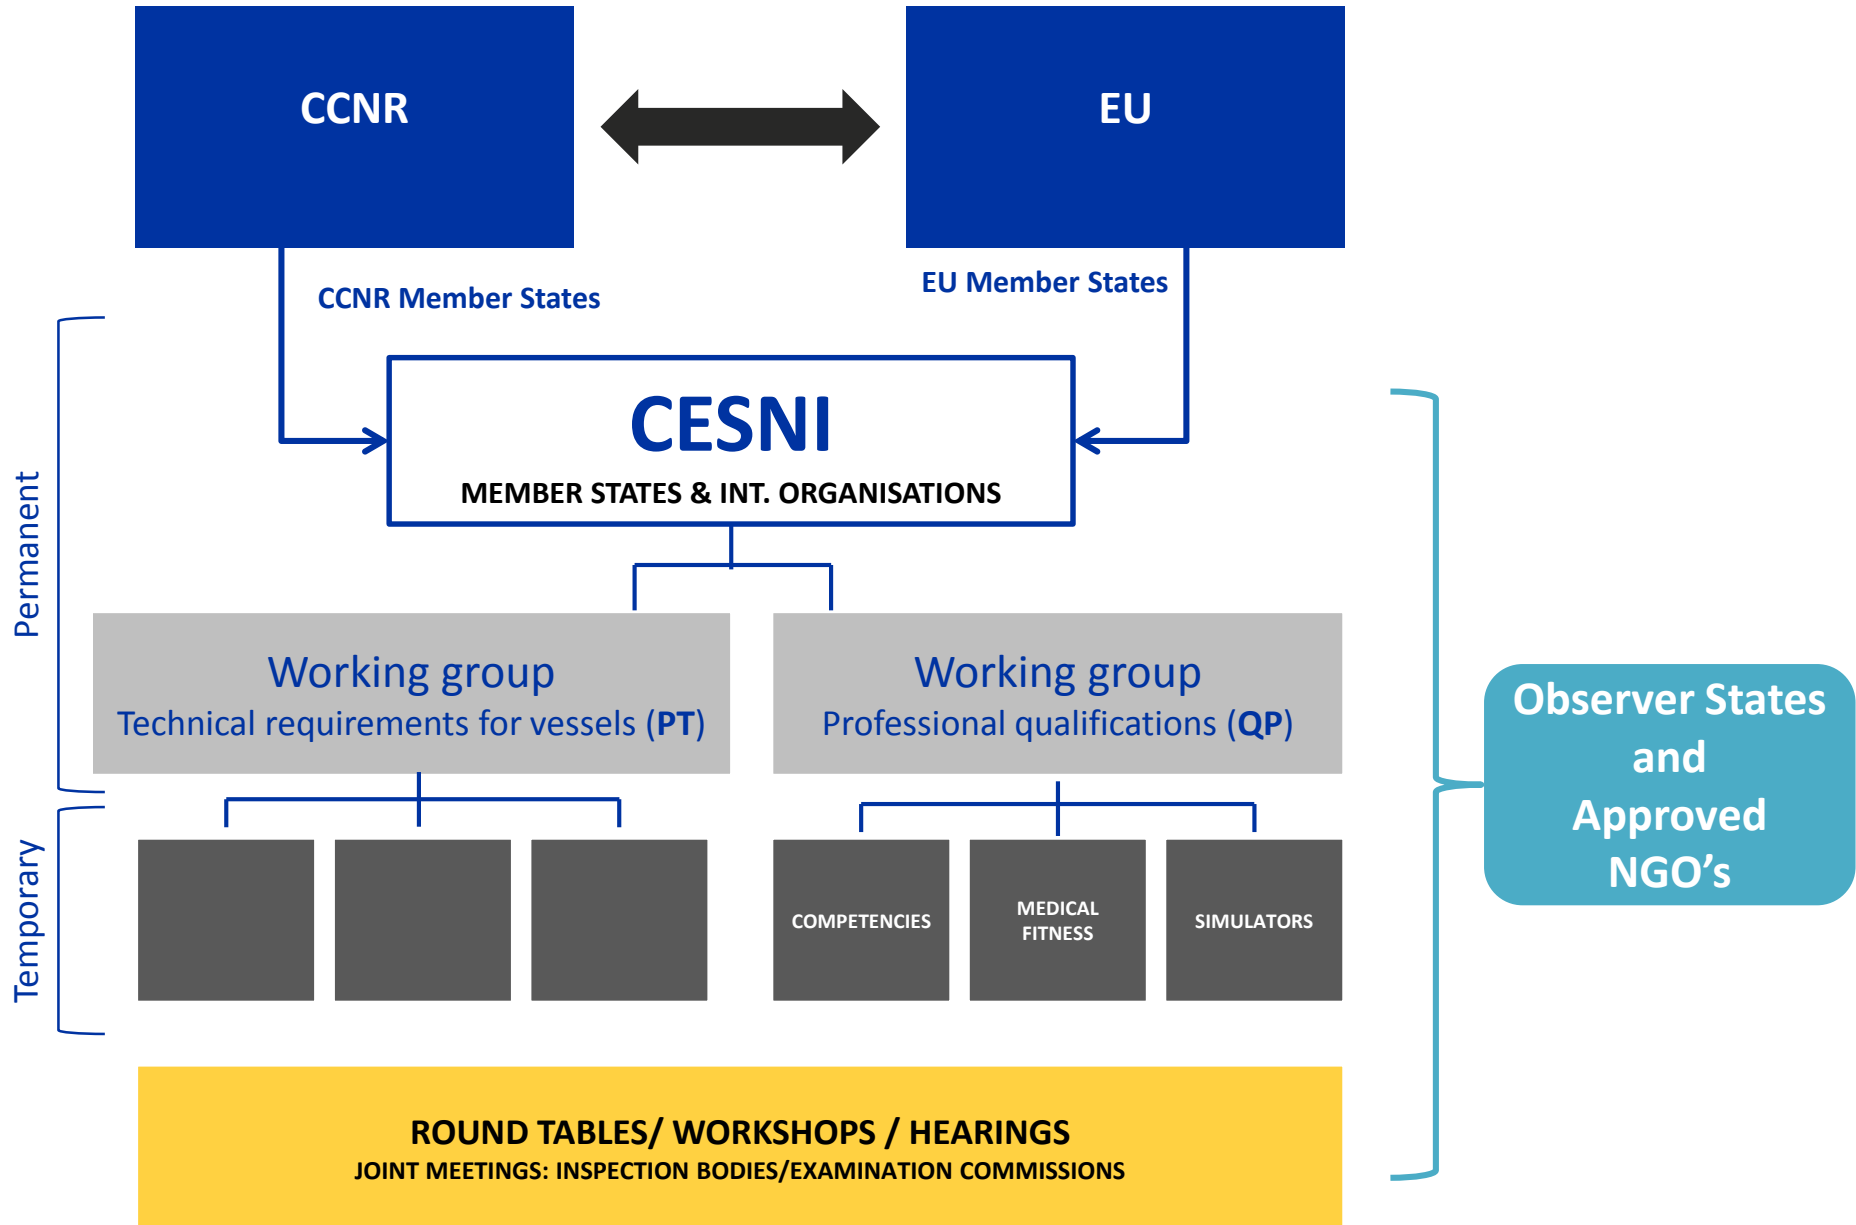 CCNR
EU
CCNR Member States
EU Member States
CESNI
MEMBER STATES & INT. ORGANISATIONS
Permanent
Working group
Technical requirements for vessels (PT)
Working group
Professional qualifications (QP)
Observer States
and
Approved
NGO’s
Temporary
COMPETENCIES
MEDICAL
FITNESS
SIMULATORS
ROUND TABLES/ WORKSHOPS / HEARINGS
JOINT MEETINGS: INSPECTION BODIES/EXAMINATION COMMISSIONS